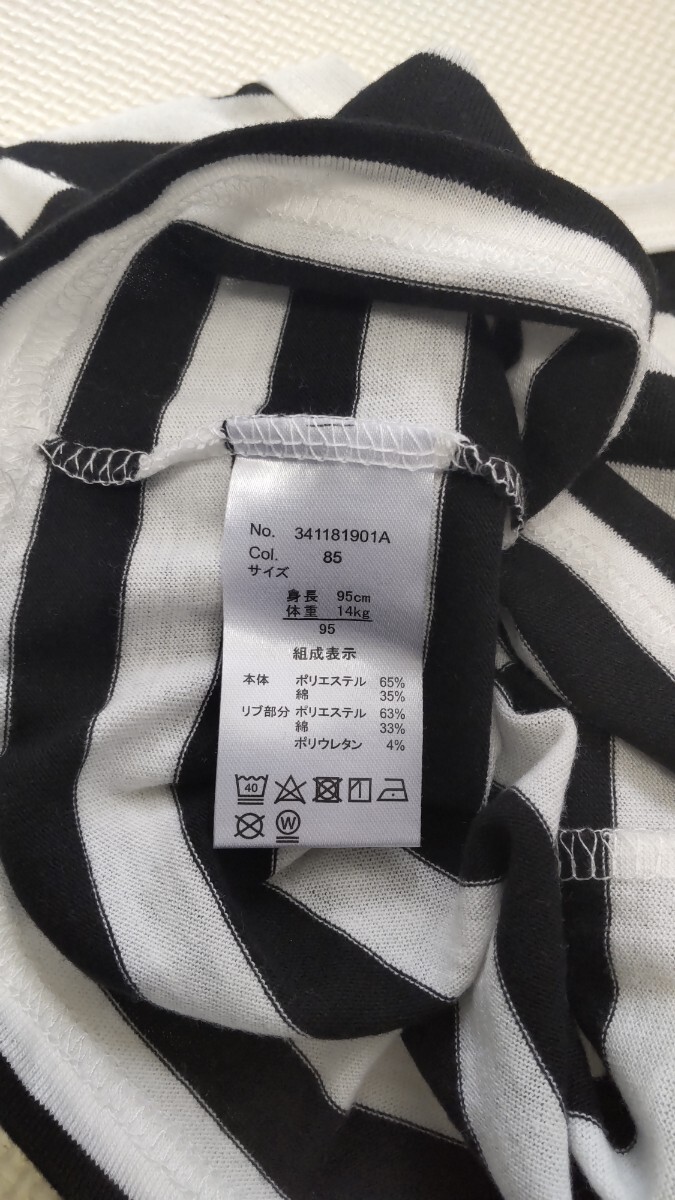 No. 341181901A
Col. 85
サイズ
身長 95cm
体重 14kg
95
組成表示
本体 ポリエステル 65%
綿 35%
リブ部分 ポリエステル 63%
綿 33%
ポリウレタン 4%
40
W